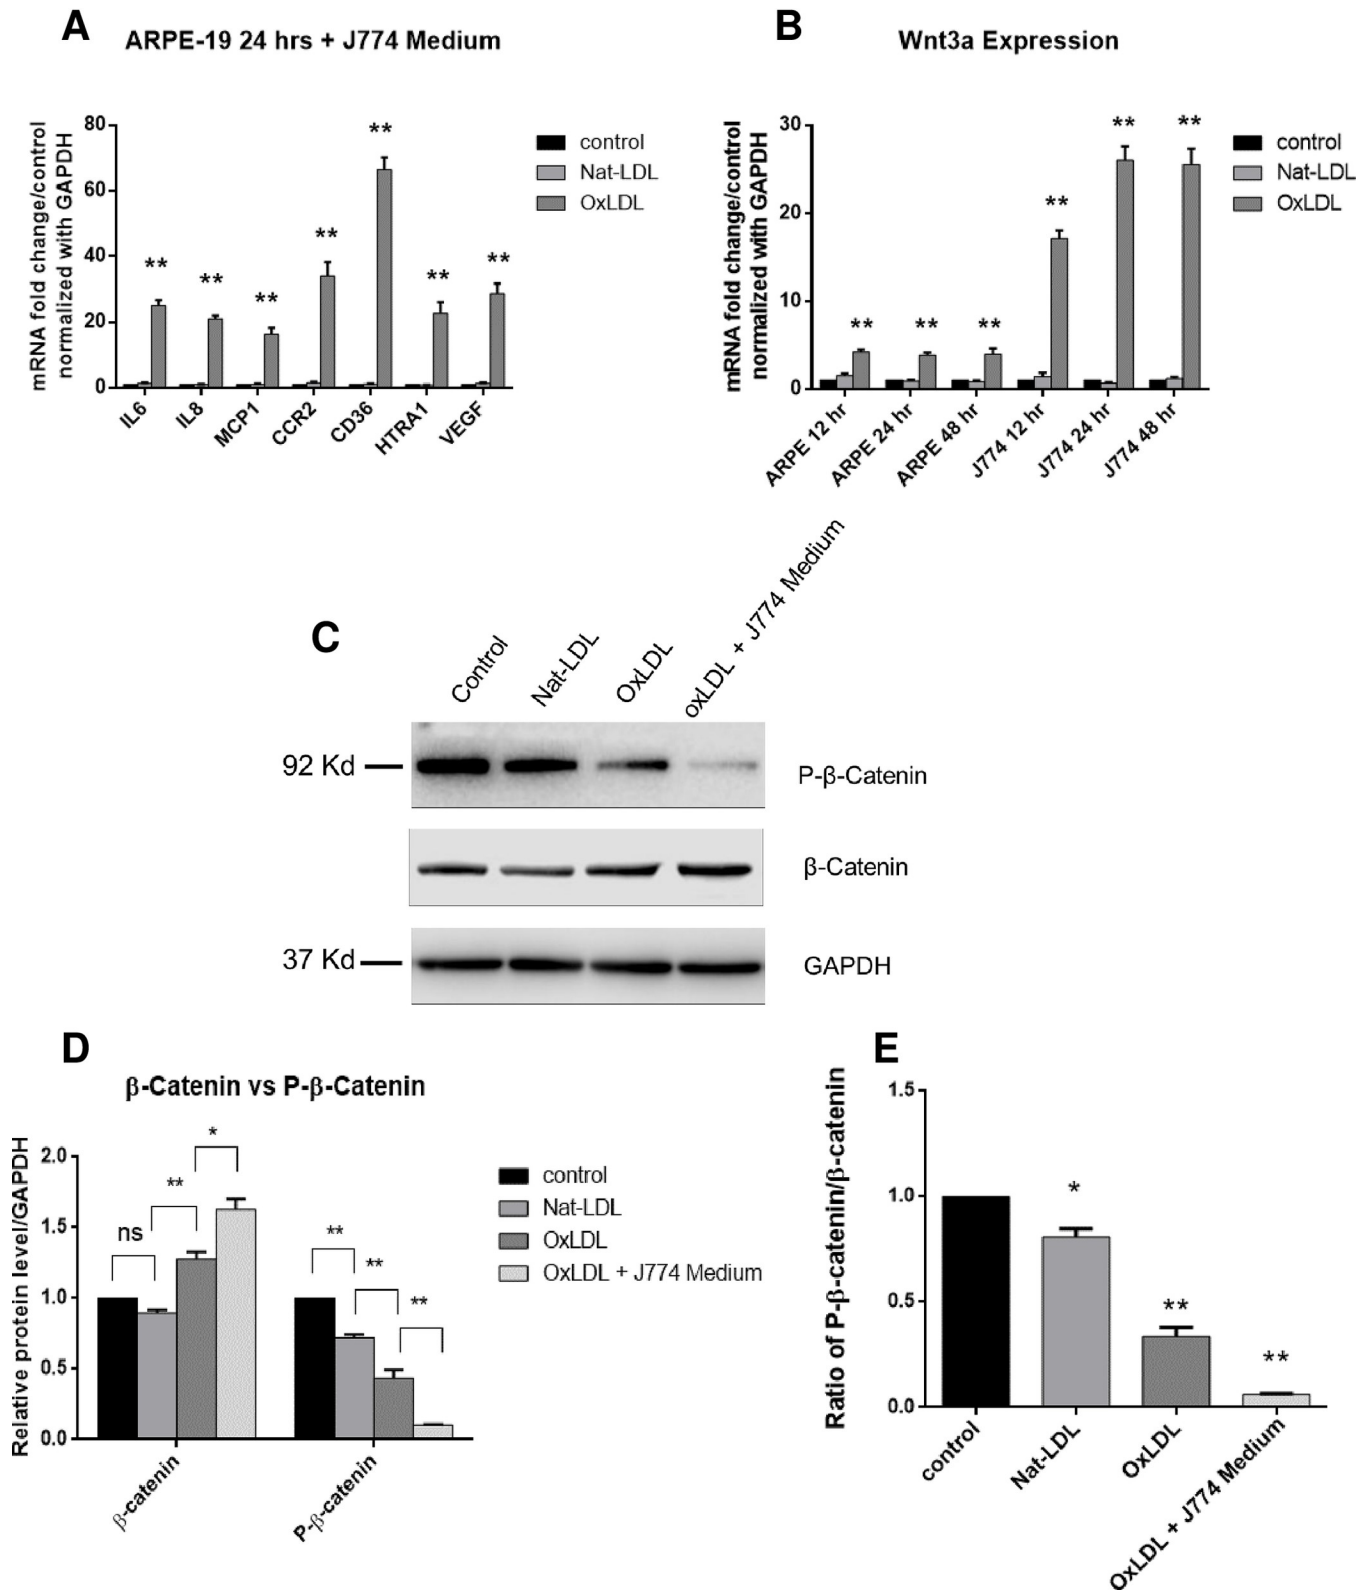 A
ARPE-19 24 hrs + J774 Medium
mRNA fold change/control
normalized with GAPDH
80
60
40
20
0
**
**
**
**
**
**
**
IL6
IL8
MCP1
CCR2
CD36
HTRA1
VEGF
control
Nat-LDL
OxLDL
B
Wnt3a Expression
mRNA fold change/control
normalized with GAPDH
30
20
10
0
**
**
**
**
**
**
ARPE 12 hr
ARPE 24 hr
ARPE 48 hr
J774 12 hr
J774 24 hr
J774 48 hr
control
Nat-LDL
OxLDL
C
Control
Nat-LDL
OxLDL
oxLDL + J774 Medium
92 Kd
P-β-Catenin
β-Catenin
37 Kd
GAPDH
D
β-Catenin vs P-β-Catenin
Relative protein level/GAPDH
2.0
1.5
1.0
0.5
0.0
ns
**
*
**
**
**
β-catenin
P-β-catenin
control
Nat-LDL
OxLDL
OxLDL + J774 Medium
E
Ratio of P-β-catenin/β-catenin
1.5
1.0
0.5
0.0
*
**
**
control
Nat-LDL
OxLDL
OxLDL + J774 Medium